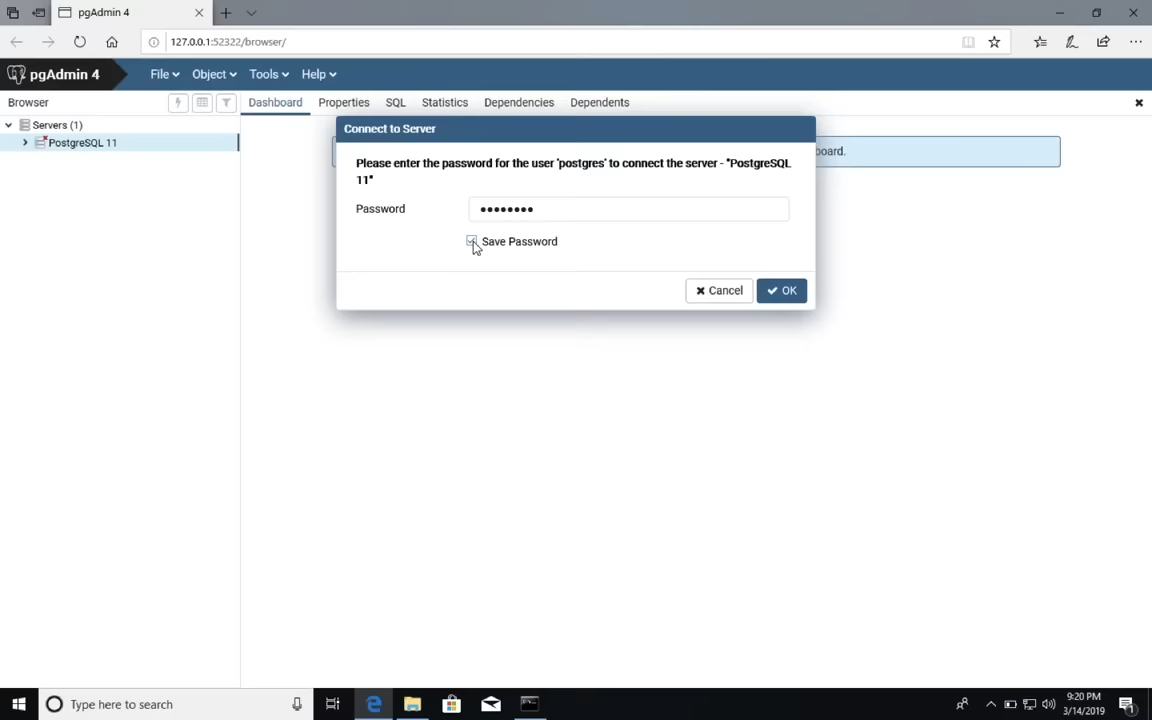 pgAdmin 4
127.0.0.1:52322/browser/
pgAdmin 4 File Object Tools Help
Browser Dashboard Properties SQL Statistics Dependencies Dependents
Servers (1)
PostgreSQL 11
Connect to Server
Please enter the password for the user 'postgres' to connect the server - "PostgreSQL
11"
board.
Password ••••••••
Save Password
Cancel OK
Type here to search
9:20 PM
3/14/2019
1